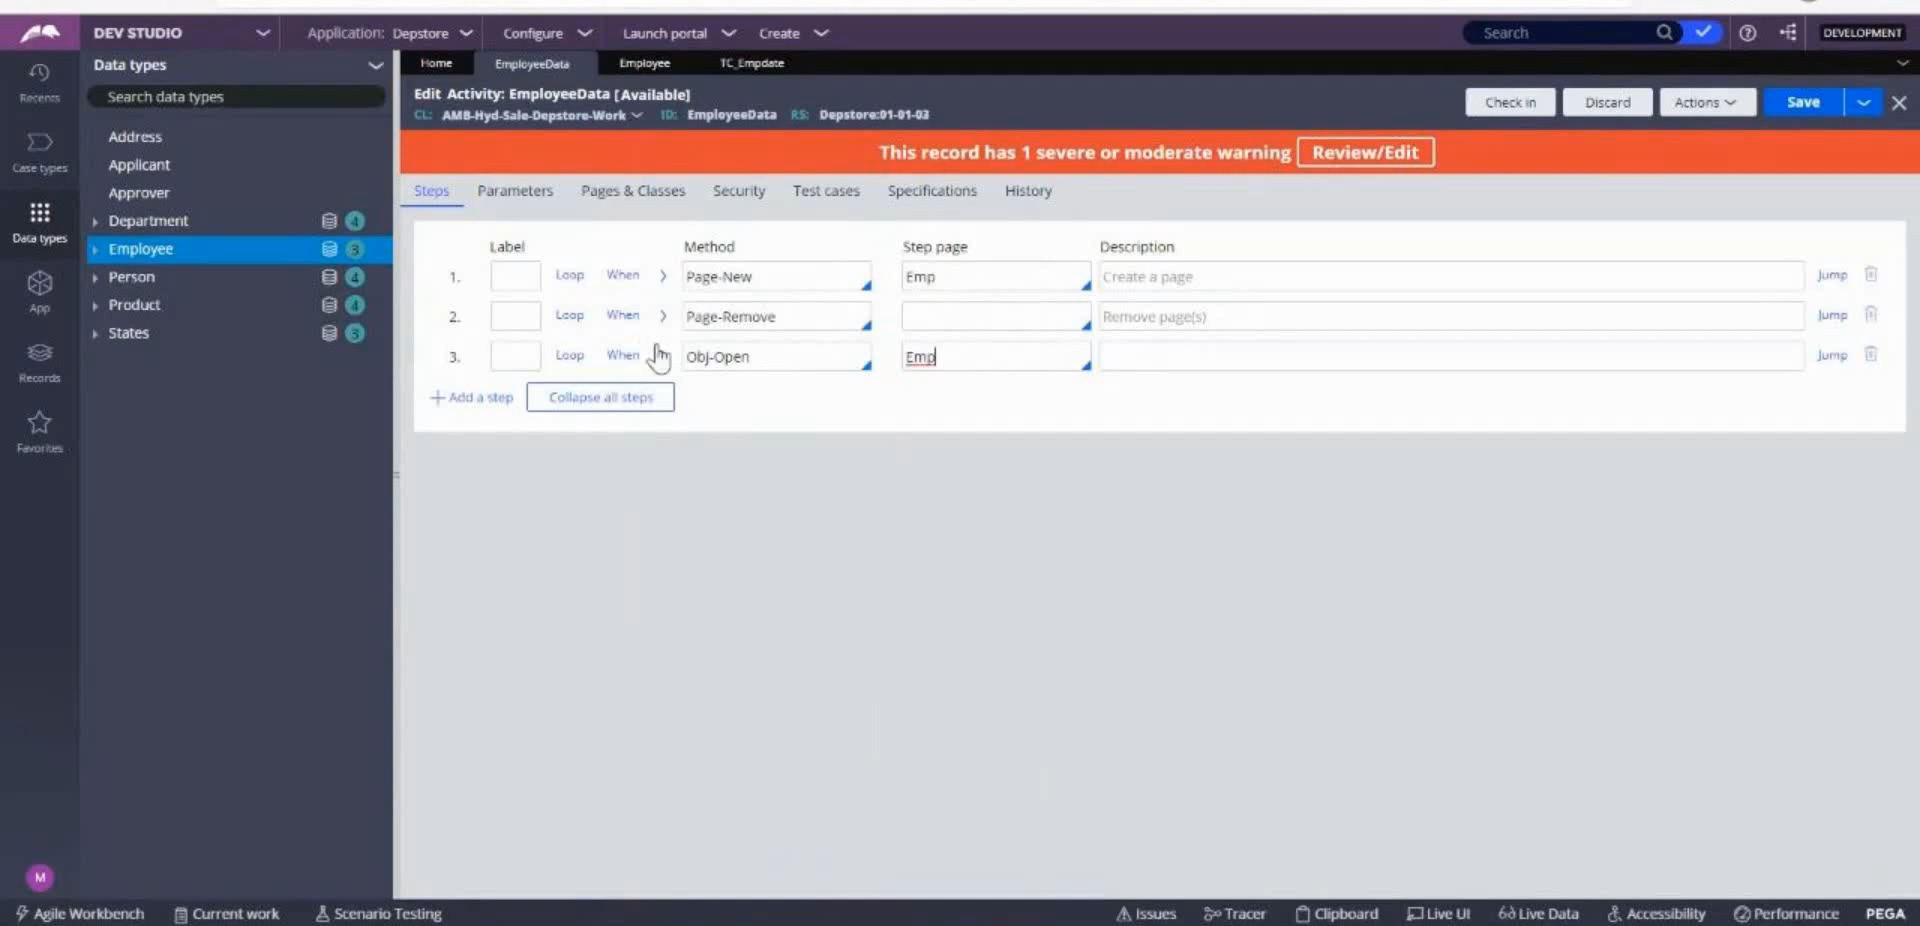 DEV STUDIO
Application: Depstore
Configure
Launch portal
Create
Search
DEVELOPMENT
Recents
Case types
Data types
App
Records
Favorites
M
Data types
Search data types
Address
Applicant
Approver
Department 4
Employee 3
Person 4
Product 4
States 3
Home EmployeeData Employee TC_Empdate
Edit Activity: EmployeeData [Available]
CL: AMB-Hyd-Sale-Depstore-Work ID: EmployeeData RS: Depstore:01-01-03
Check in Discard Actions Save
This record has 1 severe or moderate warning Review/Edit
Steps Parameters Pages & Classes Security Test cases Specifications History
Label Method Step page Description
1. Loop When Page-New Emp Create a page Jump
2. Loop When Page-Remove Remove page(s) Jump
3. Loop When Obj-Open Emp Jump
Add a step Collapse all steps
Agile Workbench Current work Scenario Testing Issues Tracer Clipboard Live UI Live Data Accessibility Performance PEGA